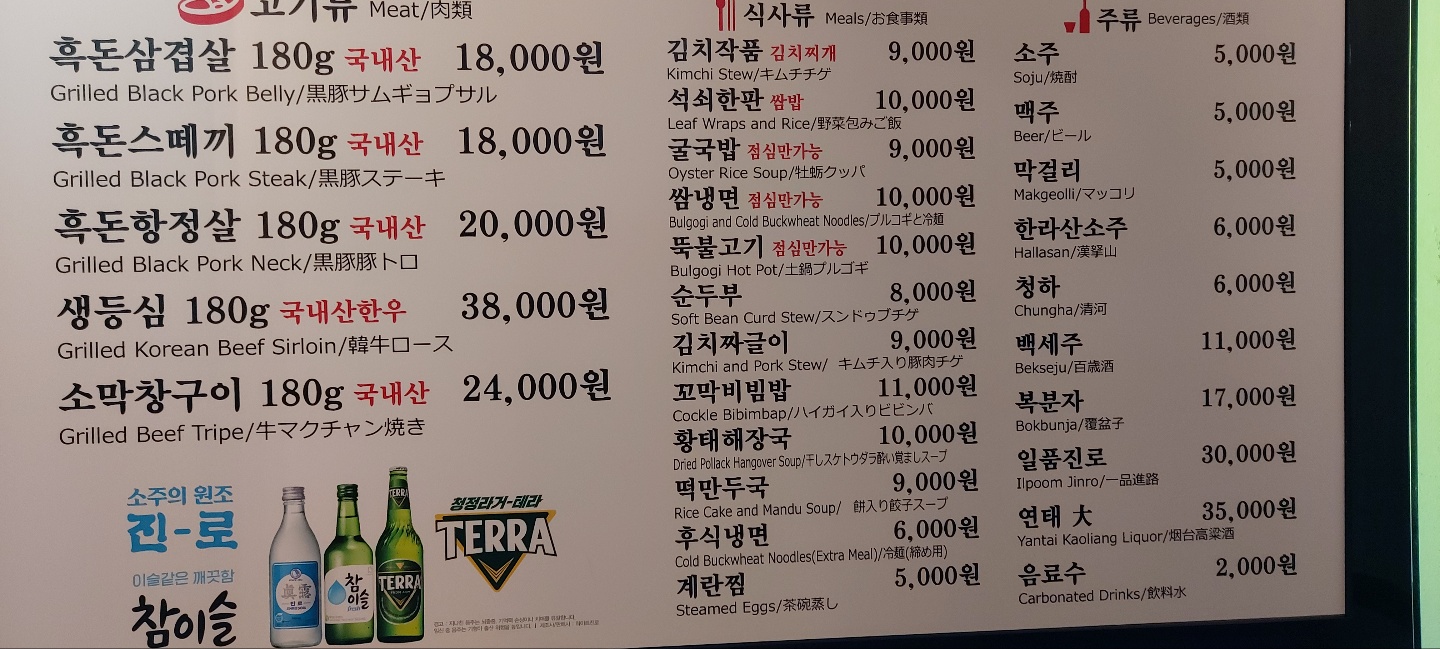 고기류 Meat/肉類
흑돈삼겹살 180g 국내산 18,000원
Grilled Black Pork Belly/黒豚サムギョプサル
흑돈스떼끼 180g 국내산 18,000원
Grilled Black Pork Steak/黒豚ステーキ
흑돈항정살 180g 국내산 20,000원
Grilled Black Pork Neck/黒豚豚トロ
생등심 180g 국내산한우 38,000원
Grilled Korean Beef Sirloin/韓牛ロース
소막창구이 180g 국내산 24,000원
Grilled Beef Tripe/牛マクチャン焼き
소주의 원조
진-로
이슬같은 깨끗함
참이슬
眞露
진로
참이슬
fresh
TERRA
TERRA
청정라거-테라
TERRA
식사류 Meals/お食事類
김치작품 김치찌개 9,000원
Kimchi Stew/キムチチゲ
석쇠한판 쌈밥 10,000원
Leaf Wraps and Rice/野菜包みご飯
굴국밥 점심만가능 9,000원
Oyster Rice Soup/牡蛎クッパ
쌈냉면 점심만가능 10,000원
Bulgogi and Cold Buckwheat Noodles/プルコギと冷麺
뚝불고기 점심만가능 10,000원
Bulgogi Hot Pot/土鍋プルゴギ
순두부 8,000원
Soft Bean Curd Stew/スンドゥブチゲ
김치짜글이 9,000원
Kimchi and Pork Stew/ キムチ入り豚肉チゲ
꼬막비빔밥 11,000원
Cockle Bibimbap/ハイガイ入りビビンバ
황태해장국 10,000원
Dried Pollack Hangover Soup/干しスケトウダラ酔い覚ましスープ
떡만두국 9,000원
Rice Cake and Mandu Soup/ 餅入り餃子スープ
후식냉면 6,000원
Cold Buckwheat Noodles(Extra Meal)/冷麺(締め用)
계란찜 5,000원
Steamed Eggs/茶碗蒸し
주류 Beverages/酒類
소주 5,000원
Soju/焼酎
맥주 5,000원
Beer/ビール
막걸리 5,000원
Makgeolli/マッコリ
한라산소주 6,000원
Hallasan/漢拏山
청하 6,000원
Chungha/清河
백세주 11,000원
Bekseju/百歳酒
복분자 17,000원
Bokbunja/覆盆子
일품진로 30,000원
Ilpoom Jinro/一品進路
연태 大 35,000원
Yantai Kaoliang Liquor/烟台高粱酒
음료수 2,000원
Carbonated Drinks/飲料水